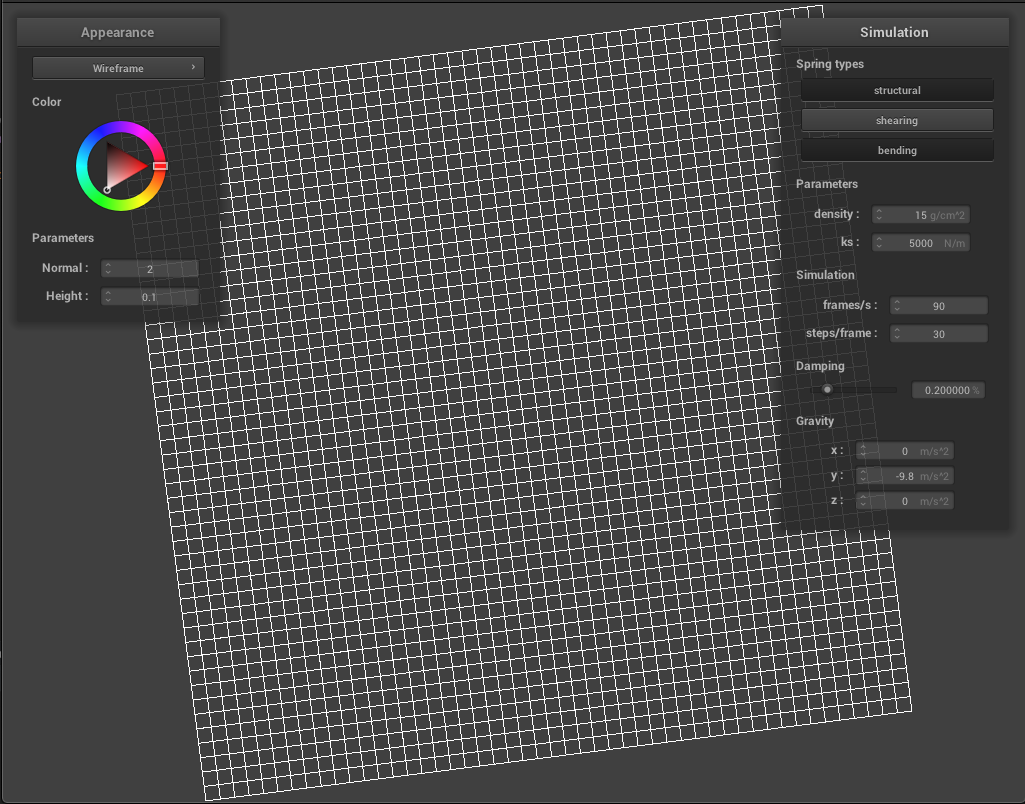 Appearance
Wireframe
Color
Parameters
Normal : 2
Height : 0.1
Simulation
Spring types
structural
shearing
bending
Parameters
density : 15 g/cm^2
ks : 5000 N/m
Simulation
frames/s : 90
steps/frame : 30
Damping
0.200000 %
Gravity
x : 0 m/s^2
y : -9.8 m/s^2
z : 0 m/s^2